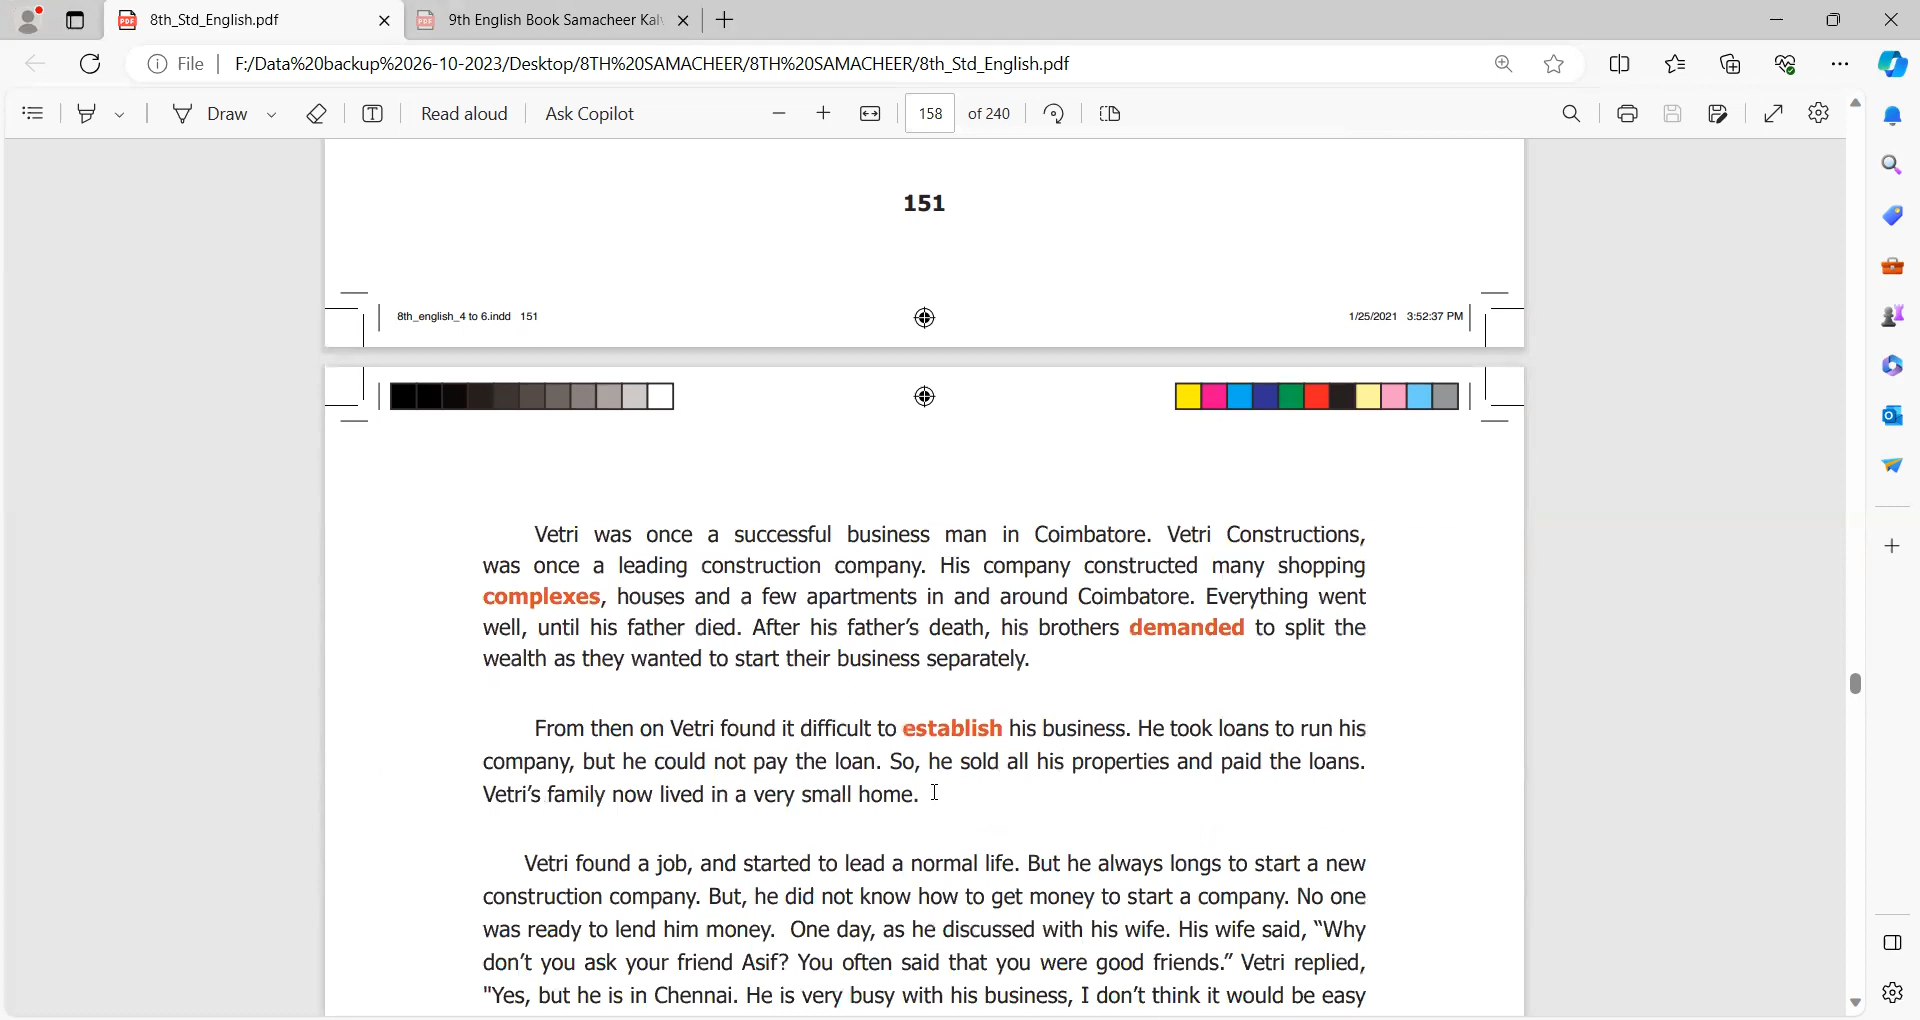 8th_Std_English.pdf
9th English Book Samacheer Kal
File
F:/Data%20backup%2026-10-2023/Desktop/8TH%20SAMACHEER/8TH%20SAMACHEER/8th_Std_English.pdf
Draw
Read aloud
Ask Copilot
158 of 240
151
8th_english_4 to 6.indd 151
1/25/2021 3:52:37 PM
Vetri was once a successful business man in Coimbatore. Vetri Constructions,
was once a leading construction company. His company constructed many shopping
complexes, houses and a few apartments in and around Coimbatore. Everything went
well, until his father died. After his father's death, his brothers demanded to split the
wealth as they wanted to start their business separately.
From then on Vetri found it difficult to establish his business. He took loans to run his
company, but he could not pay the loan. So, he sold all his properties and paid the loans.
Vetri's family now lived in a very small home.
Vetri found a job, and started to lead a normal life. But he always longs to start a new
construction company. But, he did not know how to get money to start a company. No one
was ready to lend him money. One day, as he discussed with his wife. His wife said, “Why
don't you ask your friend Asif? You often said that you were good friends.” Vetri replied,
"Yes, but he is in Chennai. He is very busy with his business, I don't think it would be easy